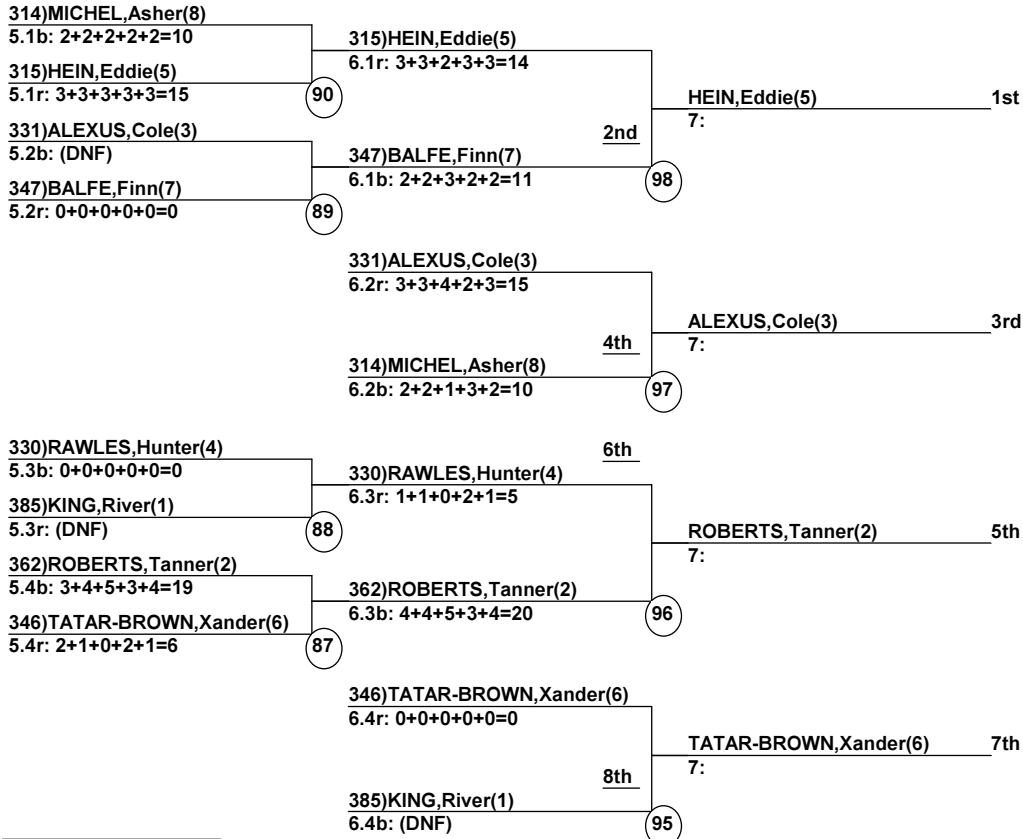 314)MICHEL,Asher(8)
5.1b: 2+2+2+2+2=10
315)HEIN,Eddie(5)
6.1r: 3+3+2+3+3=14
315)HEIN,Eddie(5)
5.1r: 3+3+3+3+3=15
90
HEIN,Eddie(5) 1st
7:
331)ALEXUS,Cole(3)
5.2b: (DNF)
2nd
347)BALFE,Finn(7)
6.1b: 2+2+3+2+2=11
98
347)BALFE,Finn(7)
5.2r: 0+0+0+0+0=0
89
331)ALEXUS,Cole(3)
6.2r: 3+3+4+2+3=15
ALEXUS,Cole(3) 3rd
7:
4th
314)MICHEL,Asher(8)
6.2b: 2+2+1+3+2=10
97
330)RAWLES,Hunter(4)
5.3b: 0+0+0+0+0=0
6th
330)RAWLES,Hunter(4)
6.3r: 1+1+0+2+1=5
385)KING,River(1)
5.3r: (DNF)
88
ROBERTS,Tanner(2) 5th
7:
362)ROBERTS,Tanner(2)
5.4b: 3+4+5+3+4=19
362)ROBERTS,Tanner(2)
6.3b: 4+4+5+3+4=20
96
346)TATAR-BROWN,Xander(6)
5.4r: 2+1+0+2+1=6
87
346)TATAR-BROWN,Xander(6)
6.4r: 0+0+0+0+0=0
TATAR-BROWN,Xander(6) 7th
7:
8th
385)KING,River(1)
6.4b: (DNF)
95